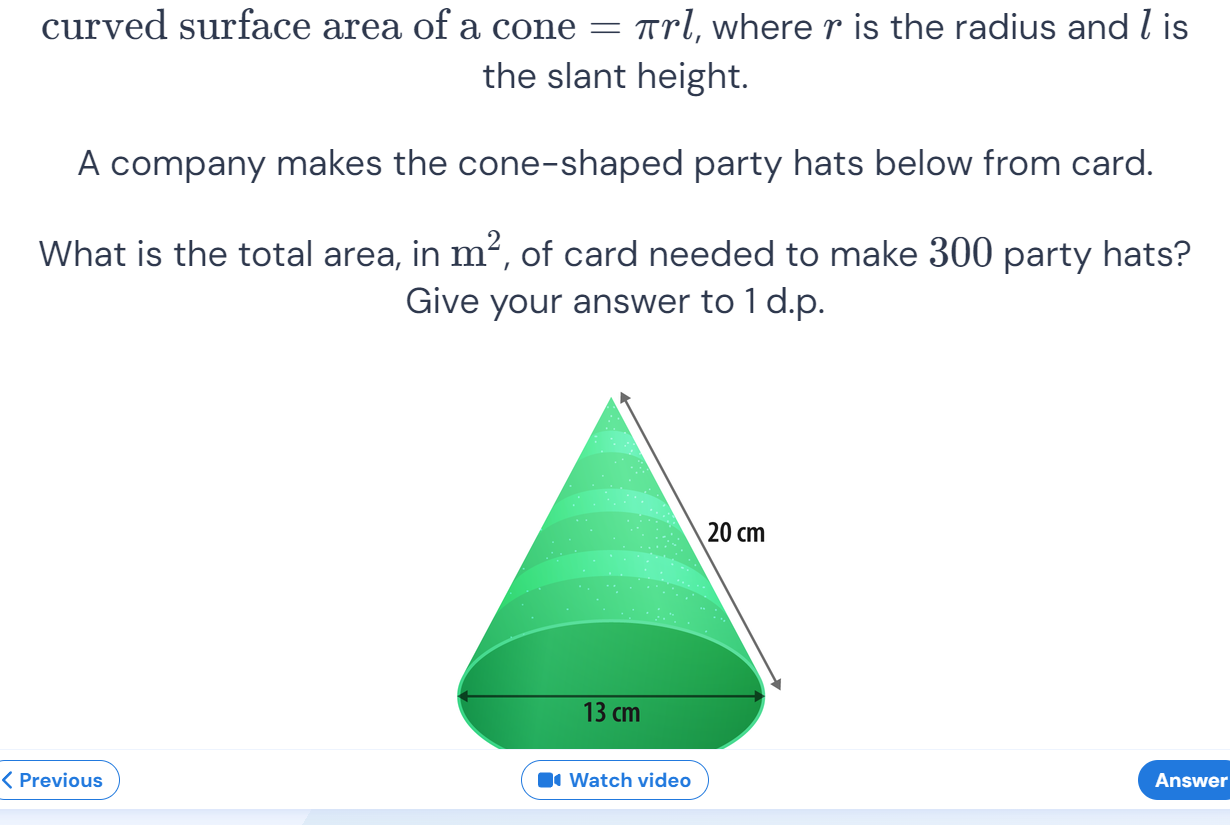 curved surface area of a cone = πrl, where r is the radius and l is
the slant height.
A company makes the cone-shaped party hats below from card.
What is the total area, in m², of card needed to make 300 party hats?
Give your answer to 1 d.p.
20 cm
13 cm
Previous
Watch video
Answer